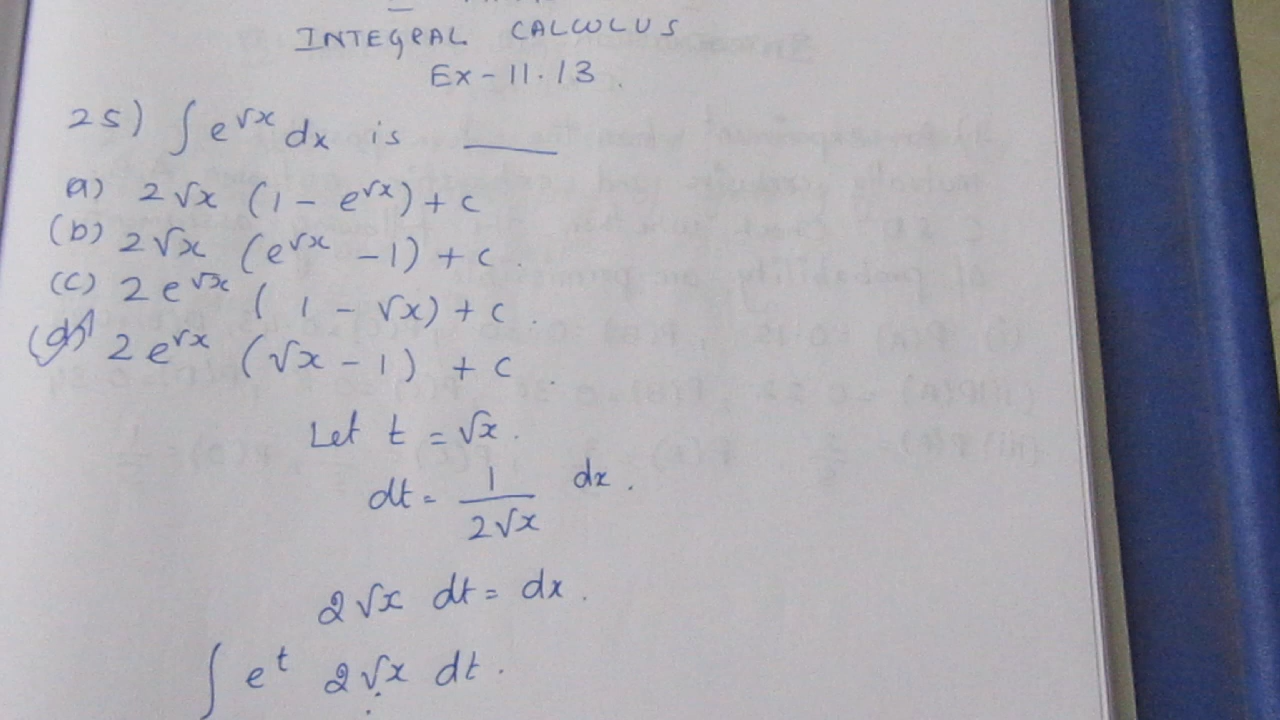 INTEGRAL CALCULUS
Ex-11.13.
25) ∫ e^√x dx is ____
(a) 2√x (1 - e^√x) + c
(b) 2√x (e^√x - 1) + c.
(c) 2e^√x (1 - √x) + c.
(d) 2e^√x (√x - 1) + c.
Let t = √x.
dt = 1/2√x dx.
2√x dt = dx.
∫ e^t 2√x dt.